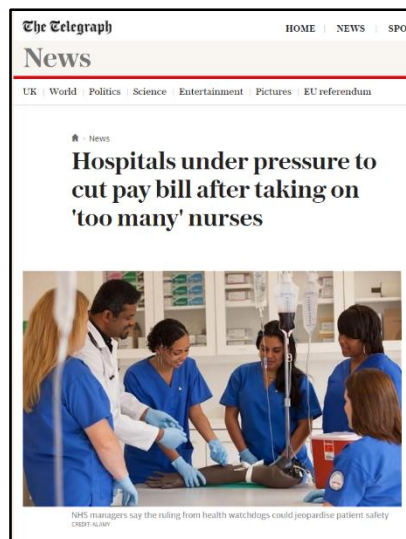 The Telegraph
HOME NEWS SPO
News
UK World Politics Science Entertainment Pictures EU referendum
News
Hospitals under pressure to
cut pay bill after taking on
'too many' nurses
NHS managers say the ruling from health watchdogs could jeopardise patient safety
CREDIT: ALAMY